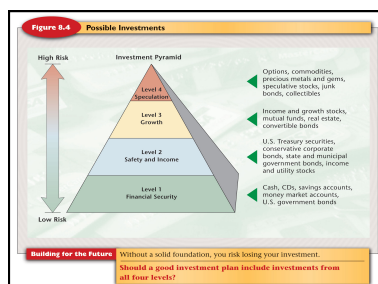 Figure 8.4 Possible Investments
High Risk
Investment Pyramid
Level 4
Speculation
Options, commodities,
precious metals and gems,
speculative stocks, junk
bonds, collectibles
Level 3
Growth
Income and growth stocks,
mutual funds, real estate,
convertible bonds
Level 2
Safety and Income
U.S. Treasury securities,
conservative corporate
bonds, state and municipal
government bonds, income
and utility stocks
Level 1
Financial Security
Cash, CDs, savings accounts,
money market accounts,
U.S. government bonds
Low Risk
Building for the Future Without a solid foundation, you risk losing your investment.
Should a good investment plan include investments from
all four levels?